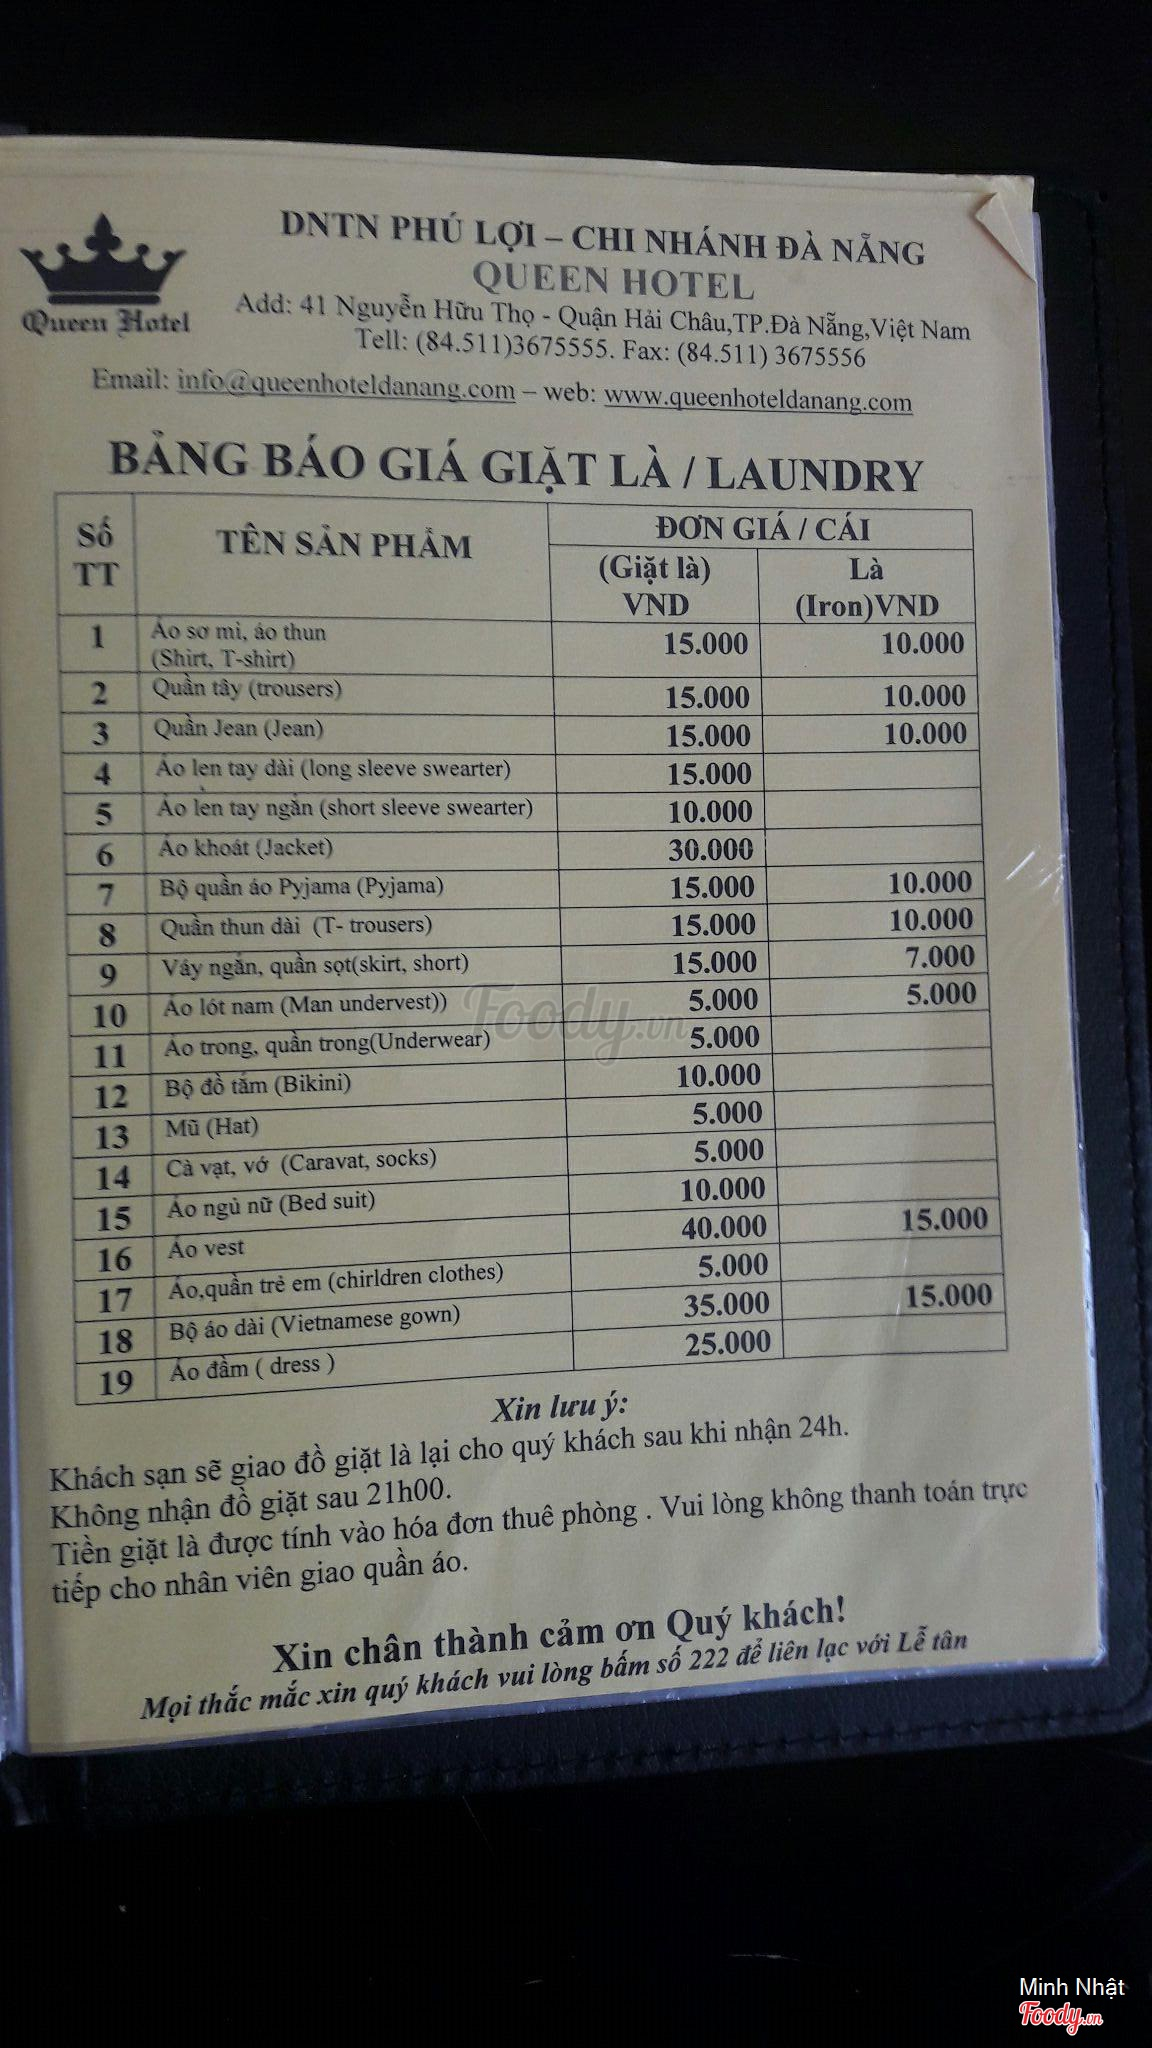 DNTN PHÚ LỢI – CHI NHÁNH ĐÀ NẴNG
QUEEN HOTEL
Queen Hotel
Add: 41 Nguyễn Hữu Thọ - Quận Hải Châu,TP.Đà Nẵng,Việt Nam
Tell: (84.511)3675555. Fax: (84.511) 3675556
Email: info@queenhoteldanang.com – web: www.queenhoteldanang.com
BẢNG BÁO GIÁ GIẶT LÀ / LAUNDRY
Số TT TÊN SẢN PHẨM ĐƠN GIÁ / CÁI
(Giặt là) VND Là (Iron)VND
1 Áo sơ mi, áo thun 15.000 10.000
(Shirt, T-shirt)
2 Quần tây (trousers) 15.000 10.000
3 Quần Jean (Jean) 15.000 10.000
4 Áo len tay dài (long sleeve swearter) 15.000
5 Áo len tay ngắn (short sleeve swearter) 10.000
6 Áo khoát (Jacket) 30.000
7 Bộ quần áo Pyjama (Pyjama) 15.000 10.000
8 Quần thun dài (T- trousers) 15.000 10.000
9 Váy ngắn, quần sọt(skirt, short) 15.000 7.000
10 Áo lót nam (Man undervest)) 5.000 5.000
11 Áo trong, quần trong(Underwear) 5.000
12 Bộ đồ tắm (Bikini) 10.000
13 Mũ (Hat) 5.000
14 Cà vạt, vớ (Caravat, socks) 5.000
15 Áo ngủ nữ (Bed suit) 10.000
16 Áo vest 40.000 15.000
17 Áo,quần trẻ em (chirldren clothes) 5.000
18 Bộ áo dài (Vietnamese gown) 35.000 15.000
19 Áo đầm ( dress ) 25.000
Xin lưu ý:
Khách sạn sẽ giao đồ giặt là lại cho quý khách sau khi nhận 24h.
Không nhận đồ giặt sau 21h00.
Tiền giặt là được tính vào hóa đơn thuê phòng . Vui lòng không thanh toán trực
tiếp cho nhân viên giao quần áo.
Xin chân thành cảm ơn Quý khách!
Mọi thắc mắc xin quý khách vui lòng bấm số 222 để liên lạc với Lễ tân
Foody.vn
Minh Nhật
Foody.vn